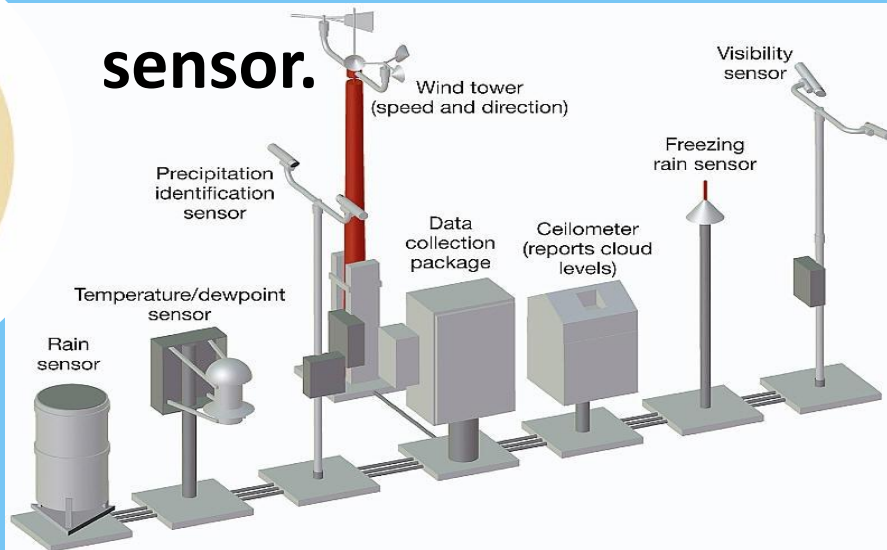 sensor.
Wind tower
(speed and direction)
Visibility
sensor
Precipitation
identification
sensor
Freezing
rain sensor
Data
collection
package
Ceilometer
(reports cloud
levels)
Temperature/dewpoint
sensor
Rain
sensor